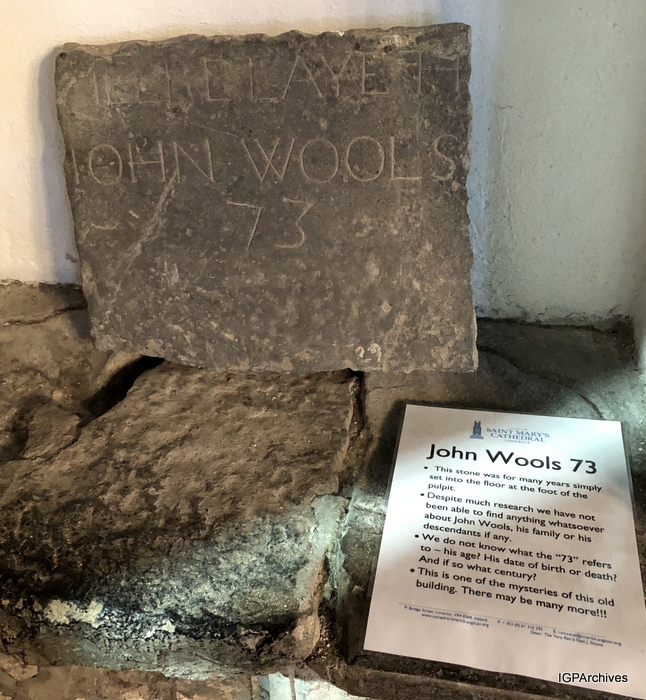 LAYETH
JOHN WOOLS
73
SAINT MARY'S
CATHEDRAL
LIMERICK
John Wools 73
• This stone was for many years simply
set into the floor at the foot of the
pulpit.
• Despite much research we have not
been able to find anything whatsoever
about John Wools, his family or his
descendants if any.
• We do not know what the "73" refers
to – his age? His date of birth or death?
And if so what century?
• This is one of the mysteries of this old
building. There may be many more!!!
Bridge Street, Limerick, Ireland
IGPArchives